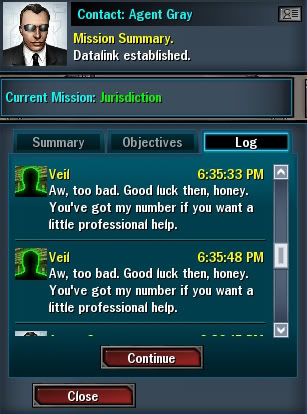 Contact: Agent Gray
Mission Summary.
Datalink established.
Current Mission: Jurisdiction
Summary Objectives Log
Veil 6:35:33 PM
Aw, too bad. Good luck then, honey.
You've got my number if you want a
little professional help.
Veil 6:35:48 PM
Aw, too bad. Good luck then, honey.
You've got my number if you want a
little professional help.
Continue
Close